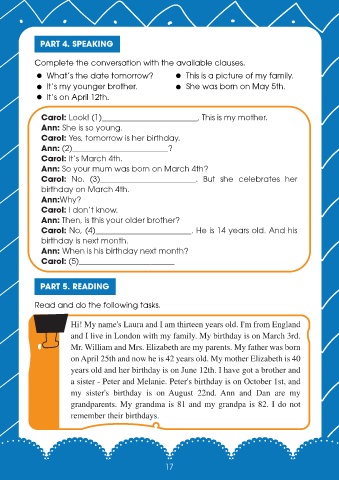 PART 4. SPEAKING
Complete the conversation with the available clauses.
● What's the date tomorrow? ● This is a picture of my family.
● It's my younger brother. ● She was born on May 5th.
● It's on April 12th.
Carol: Look! (1)______________________. This is my mother.
Ann: She is so young.
Carol: Yes, tomorrow is her birthday.
Ann: (2)______________________?
Carol: It's March 4th.
Ann: So your mum was born on March 4th?
Carol: No. (3)______________________. But she celebrates her
birthday on March 4th.
Ann:Why?
Carol: I don't know.
Ann: Then, is this your older brother?
Carol: No, (4)______________________. He is 14 years old. And his
birthday is next month.
Ann: When is his birthday next month?
Carol: (5)______________________
PART 5. READING
Read and do the following tasks.
Hi! My name's Laura and I am thirteen years old. I'm from England
and I live in London with my family. My birthday is on March 3rd.
Mr. William and Mrs. Elizabeth are my parents. My father was born
on April 25th and now he is 42 years old. My mother Elizabeth is 40
years old and her birthday is on June 12th. I have got a brother and
a sister - Peter and Melanie. Peter's birthday is on October 1st, and
my sister's birthday is on August 22nd. Ann and Dan are my
grandparents. My grandma is 81 and my grandpa is 82. I do not
remember their birthdays.
17